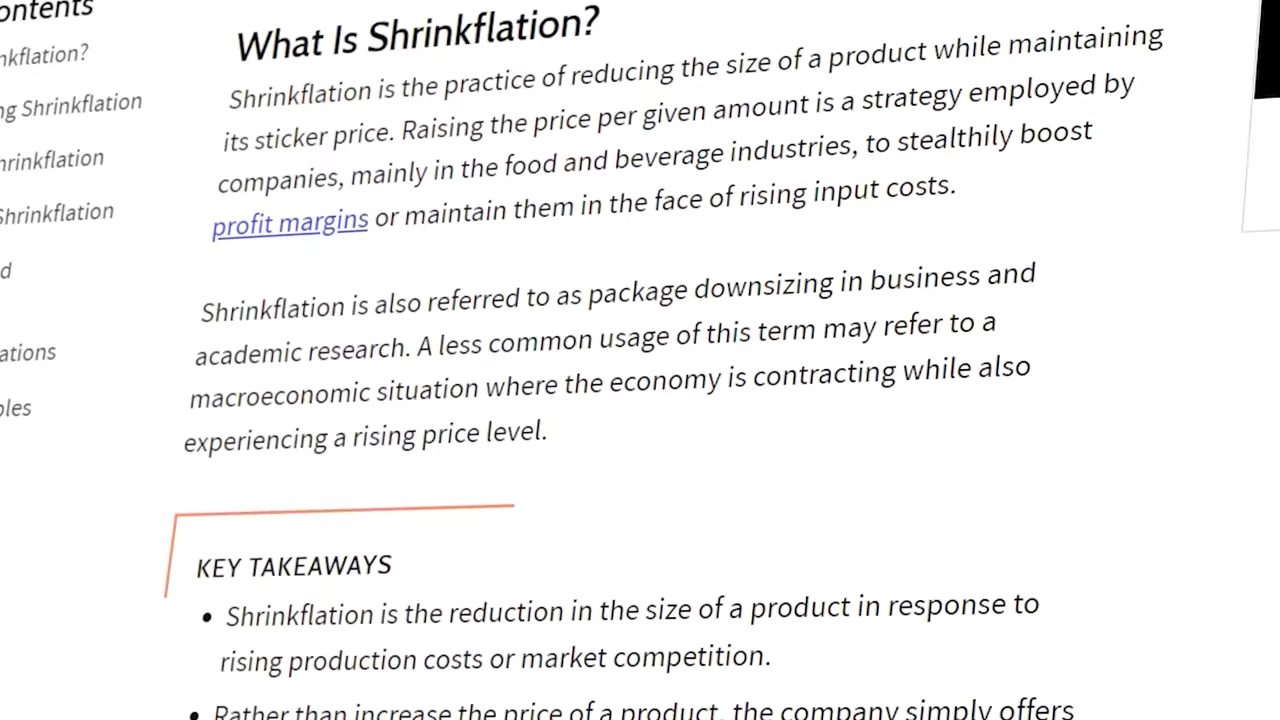 ontents
nkflation?
ng Shrinkflation
hrinkflation
Shrinkflation
d
ations
ples
What Is Shrinkflation?
Shrinkflation is the practice of reducing the size of a product while maintaining
its sticker price. Raising the price per given amount is a strategy employed by
companies, mainly in the food and beverage industries, to stealthily boost
profit margins or maintain them in the face of rising input costs.
Shrinkflation is also referred to as package downsizing in business and
academic research. A less common usage of this term may refer to a
macroeconomic situation where the economy is contracting while also
experiencing a rising price level.
KEY TAKEAWAYS
• Shrinkflation is the reduction in the size of a product in response to
rising production costs or market competition.
• Rather than increase the price of a product, the company simply offers